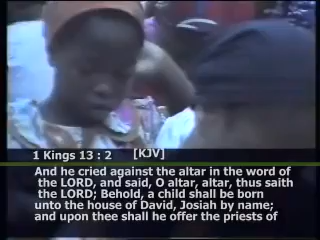 1 Kings 13 : 2 [KJV]
And he cried against the altar in the word of
the LORD, and said, O altar, altar, thus saith
the LORD; Behold, a child shall be born
unto the house of David, Josiah by name;
and upon thee shall he offer the priests of